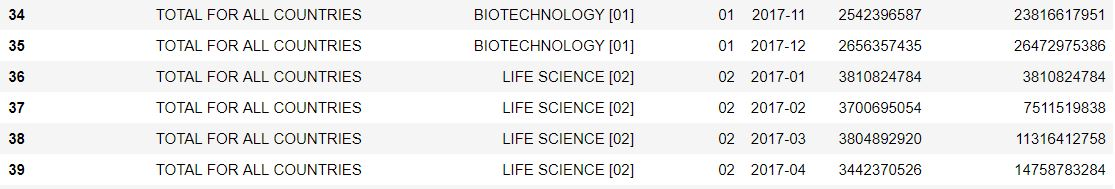 34 TOTAL FOR ALL COUNTRIES BIOTECHNOLOGY [01] 01 2017-11 2542396587 23816617951
35 TOTAL FOR ALL COUNTRIES BIOTECHNOLOGY [01] 01 2017-12 2656357435 26472975386
36 TOTAL FOR ALL COUNTRIES LIFE SCIENCE [02] 02 2017-01 3810824784 3810824784
37 TOTAL FOR ALL COUNTRIES LIFE SCIENCE [02] 02 2017-02 3700695054 7511519838
38 TOTAL FOR ALL COUNTRIES LIFE SCIENCE [02] 02 2017-03 3804892920 11316412758
39 TOTAL FOR ALL COUNTRIES LIFE SCIENCE [02] 02 2017-04 3442370526 14758783284